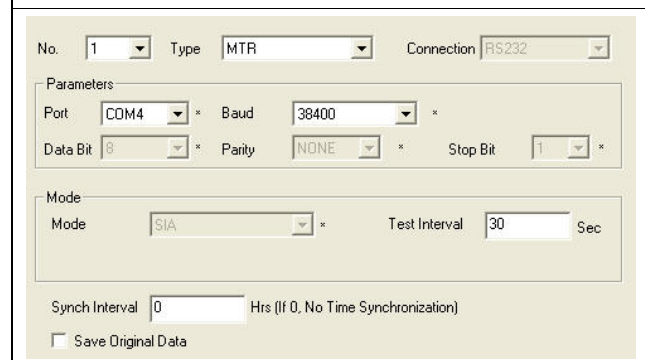 No. 1 Type MTR Connection RS232
Parameters
Port COM4 * Baud 38400 *
Data Bit 8 * Parity NONE * Stop Bit 1 *
Mode
Mode SIA * Test Interval 30 Sec
Synch Interval 0 Hrs (If 0, No Time Synchronization)
Save Original Data